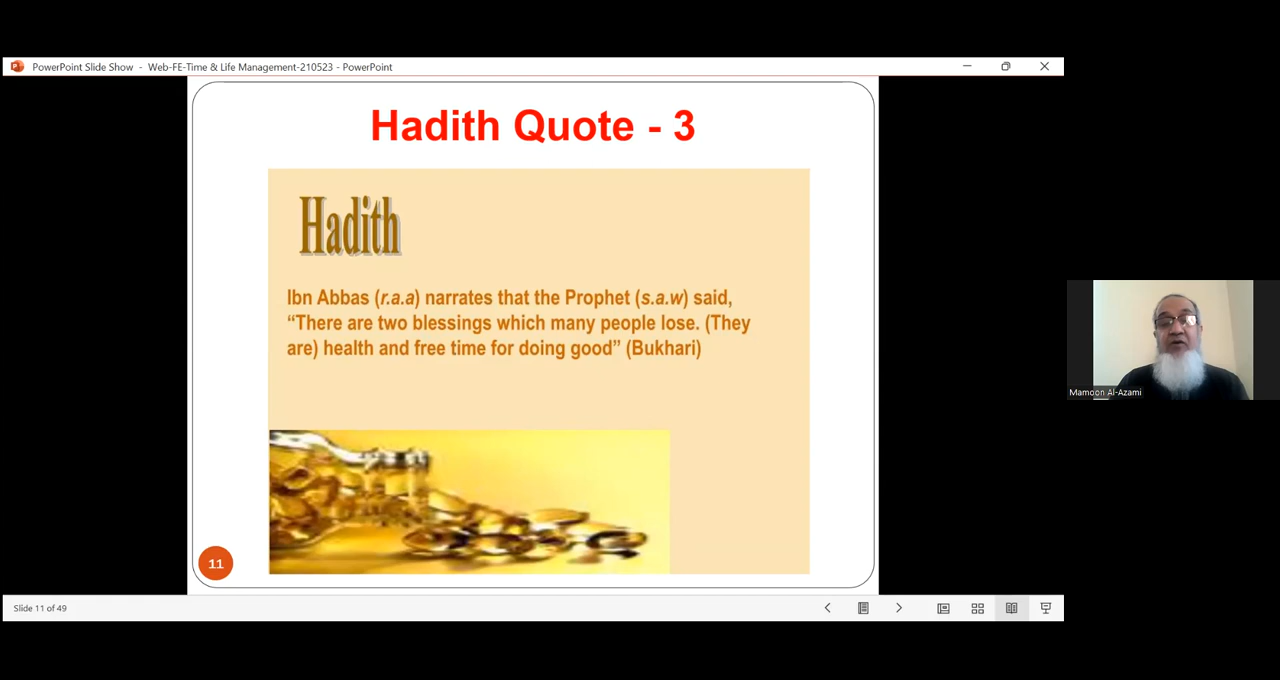 PowerPoint Slide Show - Web-FE-Time & Life Management-210523 - PowerPoint
Hadith Quote - 3
Hadith
Ibn Abbas (r.a.a) narrates that the Prophet (s.a.w) said,
“There are two blessings which many people lose. (They
are) health and free time for doing good” (Bukhari)
Mamoon Al-Azami
11
Slide 11 of 49